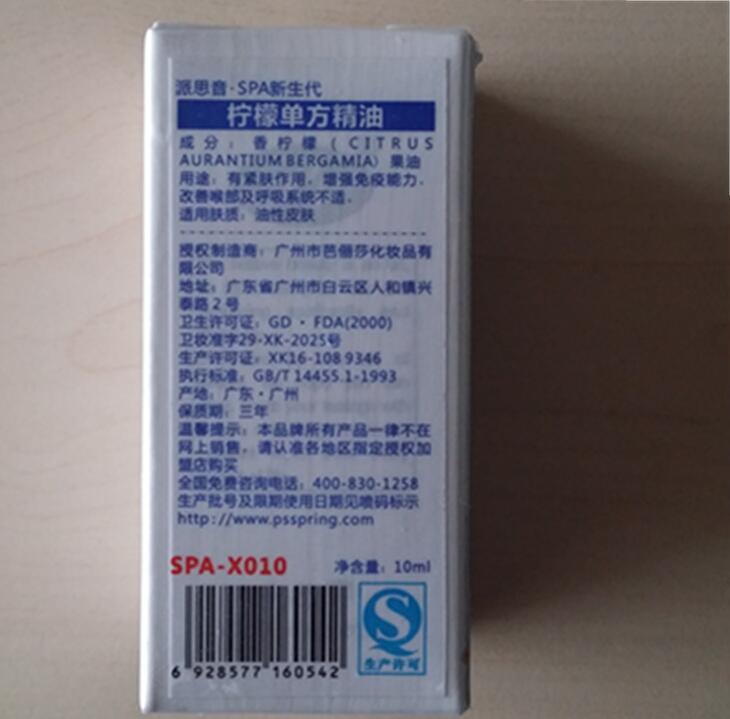 派思音·SPA新生代
柠檬单方精油
成分：香柠檬（CITRUS
AURANTIUM BERGAMIA）果油
用途：有紧肤作用，增强免疫能力，
改善喉部及呼吸系统不适。
适用肤质：油性皮肤
授权制造商：广州市芭俪莎化妆品有
限公司
地址：广东省广州市白云区人和镇兴
泰路2号
卫生许可证：GD·FDA(2000)
卫妆准字29-XK-2025号
生产许可证：XK16-108 9346
执行标准：GB/T 14455.1-1993
产地：广东·广州
保质期：三年
温馨提示：本品牌所有产品一律不在
网上销售，请认准各地区指定授权加
盟店购买
全国免费咨询电话：400-830-1258
生产批号及限期使用日期见喷码标示
http://www.psspring.com
SPA-X010 净含量：10ml
6 928577 160542
生产许可